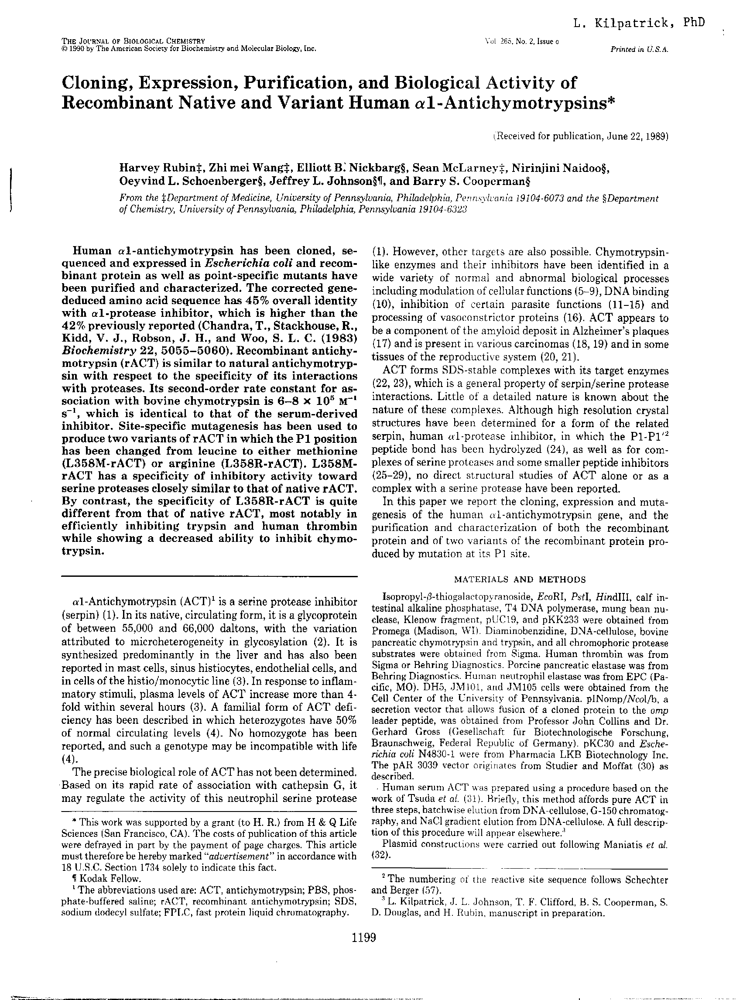 L. Kilpatrick, PhD
THE JOURNAL OF BIOLOGICAL CHEMISTRY
© 1990 by The American Society for Biochemistry and Molecular Biology, Inc.
Vol. 265, No. 2, Issue
Printed in U.S.A.
Cloning, Expression, Purification, and Biological Activity of
Recombinant Native and Variant Human α1-Antichymotrypsins*
(Received for publication, June 22, 1989)
Harvey Rubin‡, Zhi mei Wang‡, Elliott B. Nickbarg§, Sean McLarney‡, Nirinjini Naidoo§,
Oeyvind L. Schoenberger§, Jeffrey L. Johnson§¶, and Barry S. Cooperman§
From the ‡Department of Medicine, University of Pennsylvania, Philadelphia, Pennsylvania 19104-6073 and the §Department
of Chemistry, University of Pennsylvania, Philadelphia, Pennsylvania 19104-6323
Human α1-antichymotrypsin has been cloned, se-
quenced and expressed in Escherichia coli and recom-
binant protein as well as point-specific mutants have
been purified and characterized. The corrected gene-
deduced amino acid sequence has 45% overall identity
with α1-protease inhibitor, which is higher than the
42% previously reported (Chandra, T., Stackhouse, R.,
Kidd, V. J., Robson, J. H., and Woo, S. L. C. (1983)
Biochemistry 22, 5055–5060). Recombinant antichy-
motrypsin (rACT) is similar to natural antichymotryp-
sin with respect to the specificity of its interactions
with proteases. Its second-order rate constant for as-
sociation with bovine chymotrypsin is 6–8 × 10⁵ M⁻¹
s⁻¹, which is identical to that of the serum-derived
inhibitor. Site-specific mutagenesis has been used to
produce two variants of rACT in which the P1 position
has been changed from leucine to either methionine
(L358M-rACT) or arginine (L358R-rACT). L358M-
rACT has a specificity of inhibitory activity toward
serine proteases closely similar to that of native rACT.
By contrast, the specificity of L358R-rACT is quite
different from that of native rACT, most notably in
efficiently inhibiting trypsin and human thrombin
while showing a decreased ability to inhibit chymo-
trypsin.
α1-Antichymotrypsin (ACT)¹ is a serine protease inhibitor
(serpin) (1). In its native, circulating form, it is a glycoprotein
of between 55,000 and 66,000 daltons, with the variation
attributed to microheterogeneity in glycosylation (2). It is
synthesized predominantly in the liver and has also been
reported in mast cells, sinus histiocytes, endothelial cells, and
in cells of the histio/monocytic line (3). In response to inflam-
matory stimuli, plasma levels of ACT increase more than 4-
fold within several hours (3). A familial form of ACT defi-
ciency has been described in which heterozygotes have 50%
of normal circulating levels (4). No homozygote has been
reported, and such a genotype may be incompatible with life
(4).
The precise biological role of ACT has not been determined.
Based on its rapid rate of association with cathepsin G, it
may regulate the activity of this neutrophil serine protease
* This work was supported by a grant (to H. R.) from H & Q Life
Sciences (San Francisco, CA). The costs of publication of this article
were defrayed in part by the payment of page charges. This article
must therefore be hereby marked "advertisement" in accordance with
18 U.S.C. Section 1734 solely to indicate this fact.
¶ Kodak Fellow.
¹ The abbreviations used are: ACT, antichymotrypsin; PBS, phos-
phate-buffered saline; rACT, recombinant antichymotrypsin; SDS,
sodium dodecyl sulfate; FPLC, fast protein liquid chromatography.
(1). However, other targets are also possible. Chymotrypsin-
like enzymes and their inhibitors have been identified in a
wide variety of normal and abnormal biological processes
including modulation of cellular functions (5–9), DNA binding
(10), inhibition of certain parasite functions (11–15) and
processing of vasoconstrictor proteins (16). ACT appears to
be a component of the amyloid deposit in Alzheimer's plaques
(17) and is present in various carcinomas (18, 19) and in some
tissues of the reproductive system (20, 21).
ACT forms SDS-stable complexes with its target enzymes
(22, 23), which is a general property of serpin/serine protease
interactions. Little of a detailed nature is known about the
nature of these complexes. Although high resolution crystal
structures have been determined for a form of the related
serpin, human α1-protease inhibitor, in which the P1-P1′²
peptide bond has been hydrolyzed (24), as well as for com-
plexes of serine proteases and some smaller peptide inhibitors
(25–29), no direct structural studies of ACT alone or as a
complex with a serine protease have been reported.
In this paper we report the cloning, expression and muta-
genesis of the human α1-antichymotrypsin gene, and the
purification and characterization of both the recombinant
protein and of two variants of the recombinant protein pro-
duced by mutation at its P1 site.
MATERIALS AND METHODS
Isopropyl-β-thiogalactopyranoside, EcoRI, PstI, HindIII, calf in-
testinal alkaline phosphatase, T4 DNA polymerase, mung bean nu-
clease, Klenow fragment, pUC19, and pKK233 were obtained from
Promega (Madison, WI). Diaminobenzidine, DNA-cellulose, bovine
pancreatic chymotrypsin and trypsin, and all chromophoric protease
substrates were obtained from Sigma. Human thrombin was from
Sigma or Behring Diagnostics. Porcine pancreatic elastase was from
Behring Diagnostics. Human neutrophil elastase was from EPC (Pa-
cific, MO). DH5, JM101, and JM105 cells were obtained from the
Cell Center of the University of Pennsylvania. pINomp/NcoI/b, a
secretion vector that allows fusion of a cloned protein to the omp
leader peptide, was obtained from Professor John Collins and Dr.
Gerhard Gross (Gesellschaft für Biotechnologische Forschung,
Braunschweig, Federal Republic of Germany). pKC30 and Esche-
richia coli N4830-1 were from Pharmacia LKB Biotechnology Inc.
The pAR 3039 vector originates from Studier and Moffat (30) as
described.
Human serum ACT was prepared using a procedure based on the
work of Tsuda et al. (31). Briefly, this method affords pure ACT in
three steps, batchwise elution from DNA-cellulose, G-150 chromatog-
raphy, and NaCl gradient elution from DNA-cellulose. A full descrip-
tion of this procedure will appear elsewhere.³
Plasmid constructions were carried out following Maniatis et al.
(32).
² The numbering of the reactive site sequence follows Schechter
and Berger (57).
³ L. Kilpatrick, J. L. Johnson, T. F. Clifford, B. S. Cooperman, S.
D. Douglas, and H. Rubin, manuscript in preparation.
1199